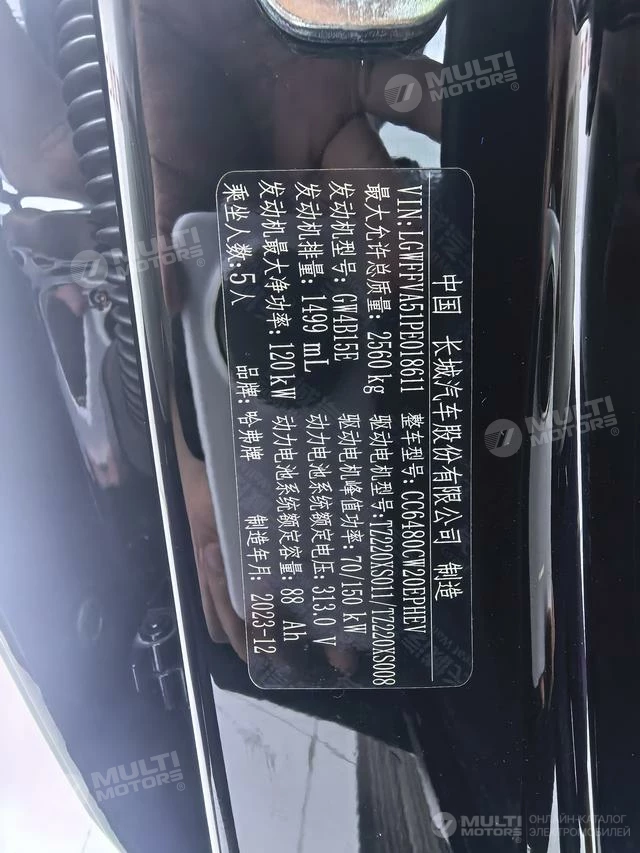 中国 长城汽车股份有限公司 制造
VIN:LGWFFVA51PE018611 整车型号:CC6480CW20EPHEV
最大允许总质量: 2560kg 驱动电机型号:TZ220XS011/TZ220XS008
发动机型号: GW4B15E 驱动电机峰值功率: 70/150 kW
发动机排量: 1499 mL 动力电池系统额定电压: 313.0 V
发动机最大净功率: 120kW 动力电池系统额定容量: 88 Ah
乘坐人数: 5人 品牌: 哈弗牌 制造年月: 2023-12
MULTI
MOTORS®
MULTI
MOTORS®
MULTI
MOTORS®
MULTI
MOTORS®
MULTI
MOTORS®
ОНЛАЙН-КАТАЛОГ
ЭЛЕКТРОМОБИЛЕЙ